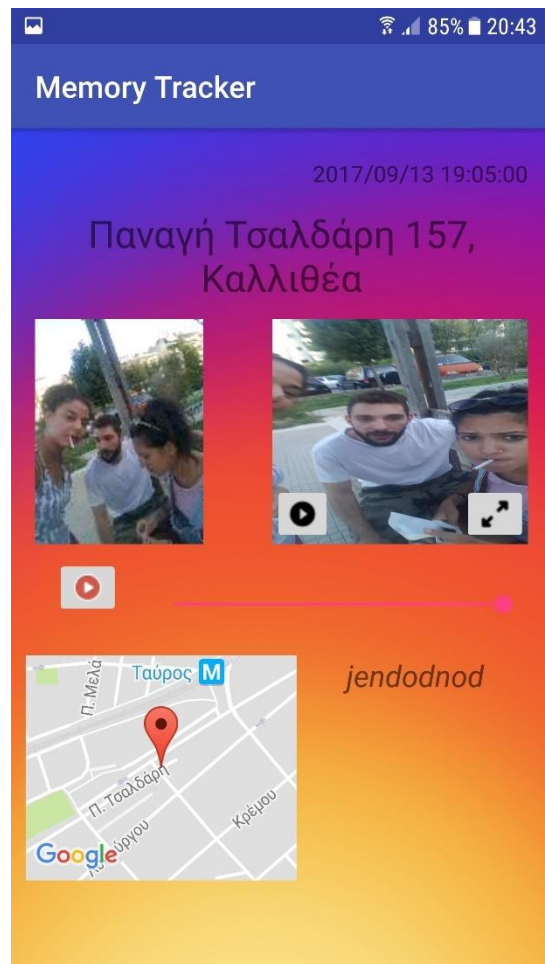 85% 20:43
Memory Tracker
2017/09/13 19:05:00
Παναγή Τσαλδάρη 157,
Καλλιθέα
jendodnod
Ταύρος M
Π. Μελά
Π. Τσαλδάρη
Κρέμου
Google